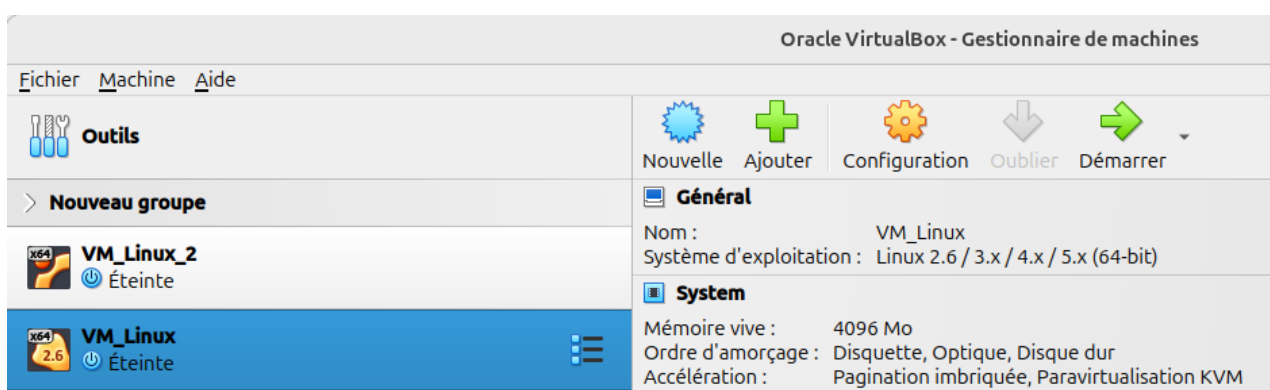 Oracle VirtualBox - Gestionnaire de machines
Fichier Machine Aide
Outils
Nouvelle Ajouter Configuration Oublier Démarrer
Nouveau groupe
Général
Nom : VM_Linux
Système d'exploitation : Linux 2.6 / 3.x / 4.x / 5.x (64-bit)
x64
VM_Linux_2
Éteinte
System
x64
2.6
VM_Linux
Éteinte
Mémoire vive : 4096 Mo
Ordre d'amorçage : Disquette, Optique, Disque dur
Accélération : Pagination imbriquée, Paravirtualisation KVM